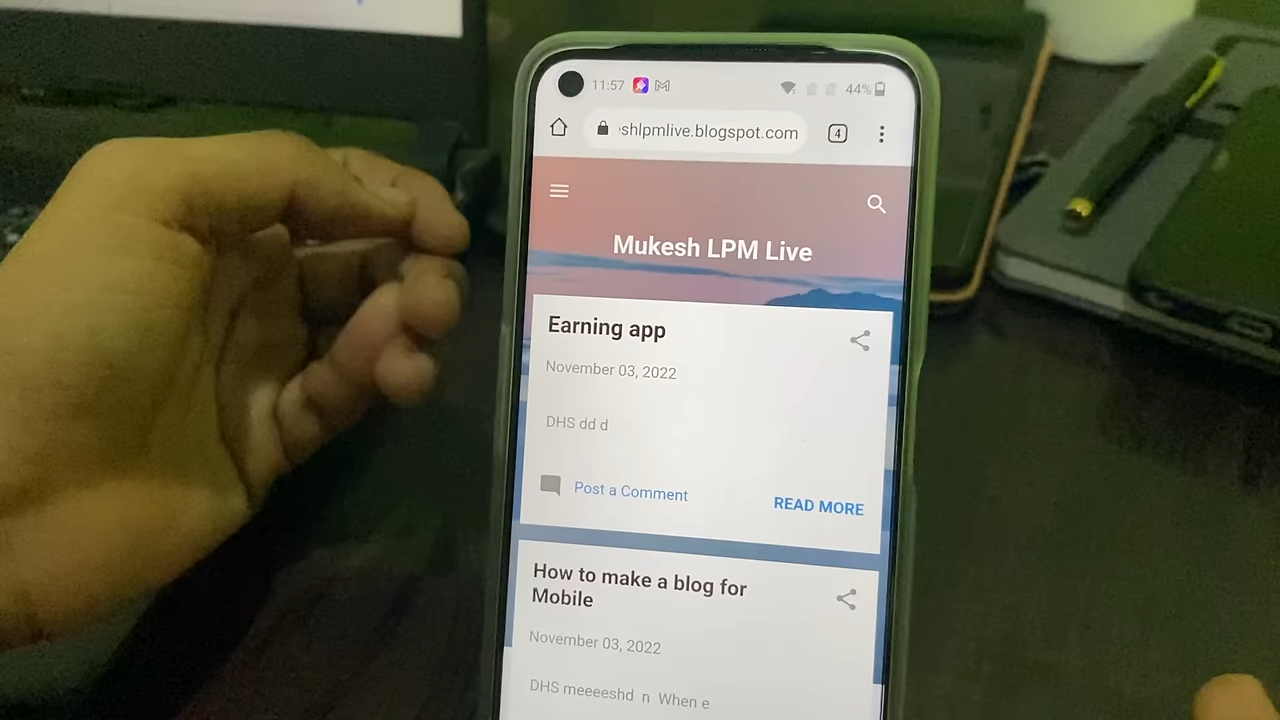 11:57
44%
shlpmlive.blogspot.com
4
Mukesh LPM Live
Earning app
November 03, 2022
DHS dd d
Post a Comment
READ MORE
How to make a blog for
Mobile
November 03, 2022
DHS meeeeshd n When e